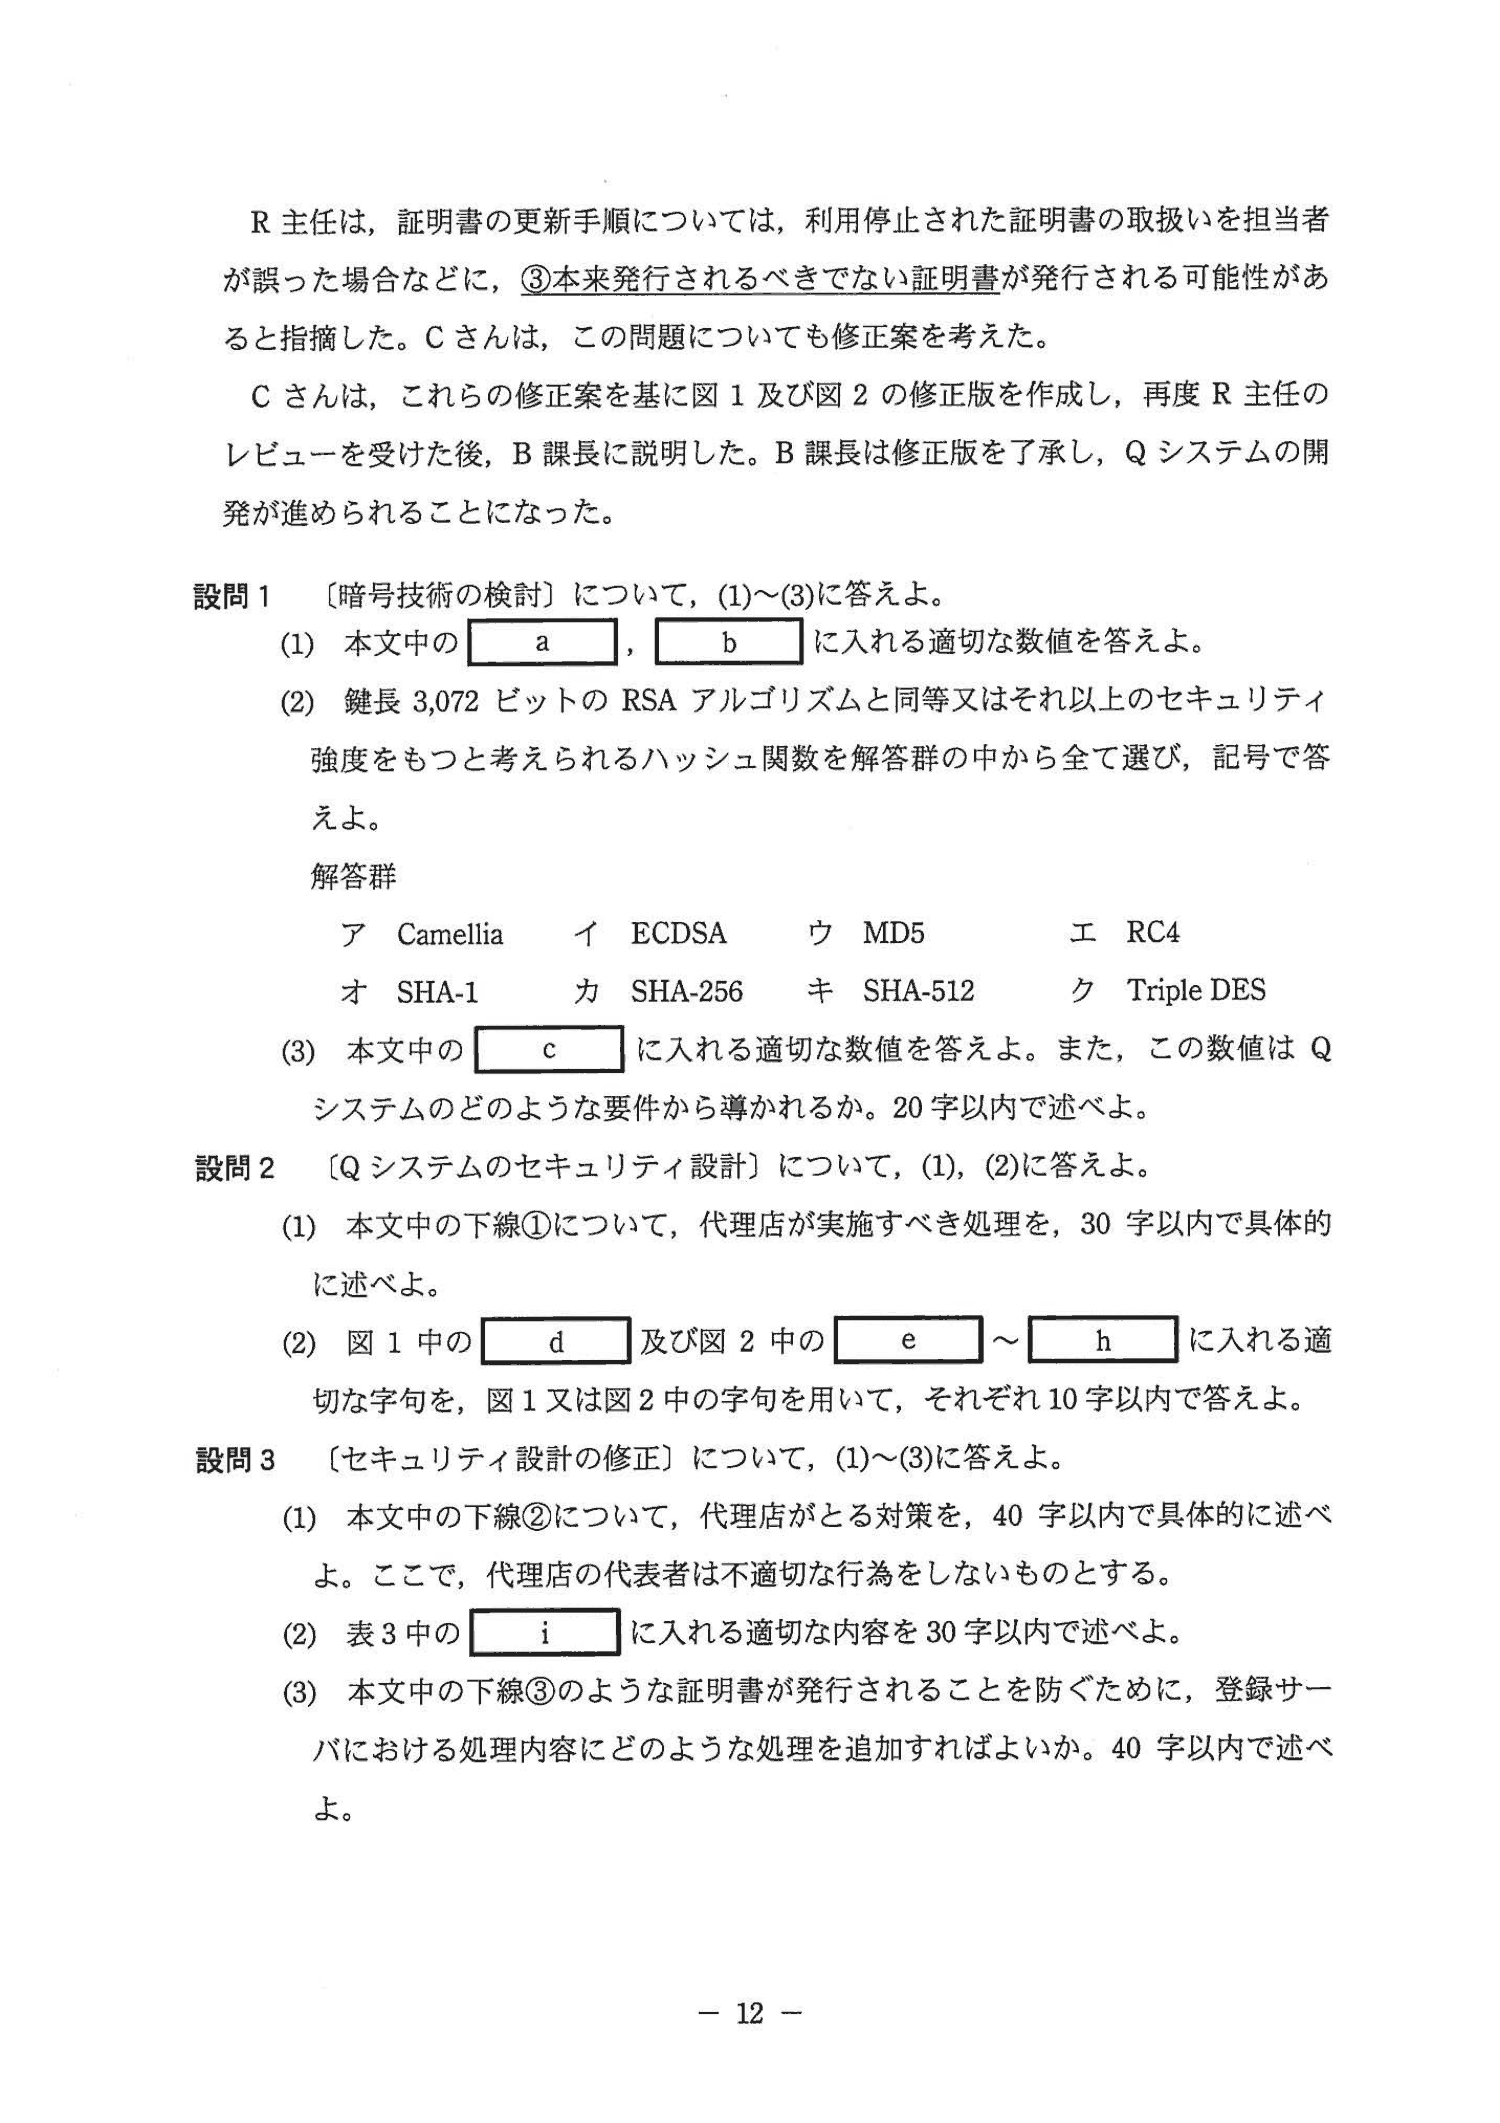 R 主任は，証明書の更新手順については，利用停止された証明書の取扱いを担当者
が誤った場合などに，③本来発行されるべきでない証明書が発行される可能性があ
ると指摘した。C さんは，この問題についても修正案を考えた。
C さんは，これらの修正案を基に図 1 及び図 2 の修正版を作成し，再度 R 主任の
レビューを受けた後，B 課長に説明した。B 課長は修正版を了承し，Q システムの開
発が進められることになった。
設問 1 〔暗号技術の検討〕について，(1)～(3)に答えよ。
(1) 本文中の a ， b に入れる適切な数値を答えよ。
(2) 鍵長 3,072 ビットの RSA アルゴリズムと同等又はそれ以上のセキュリティ
強度をもつと考えられるハッシュ関数を解答群の中から全て選び，記号で答
えよ。
解答群
ア Camellia イ ECDSA ウ MD5 エ RC4
オ SHA-1 カ SHA-256 キ SHA-512 ク Triple DES
(3) 本文中の c に入れる適切な数値を答えよ。また，この数値は Q
システムのどのような要件から導かれるか。20 字以内で述べよ。
設問 2 〔Q システムのセキュリティ設計〕について，(1)，(2)に答えよ。
(1) 本文中の下線①について，代理店が実施すべき処理を，30 字以内で具体的
に述べよ。
(2) 図 1 中の d 及び図 2 中の e ～ h に入れる適
切な字句を，図 1 又は図 2 中の字句を用いて，それぞれ 10 字以内で答えよ。
設問 3 〔セキュリティ設計の修正〕について，(1)～(3)に答えよ。
(1) 本文中の下線②について，代理店がとる対策を，40 字以内で具体的に述べ
よ。ここで，代理店の代表者は不適切な行為をしないものとする。
(2) 表 3 中の i に入れる適切な内容を 30 字以内で述べよ。
(3) 本文中の下線③のような証明書が発行されることを防ぐために，登録サー
バにおける処理内容にどのような処理を追加すればよいか。40 字以内で述べ
よ。
－ 12 －